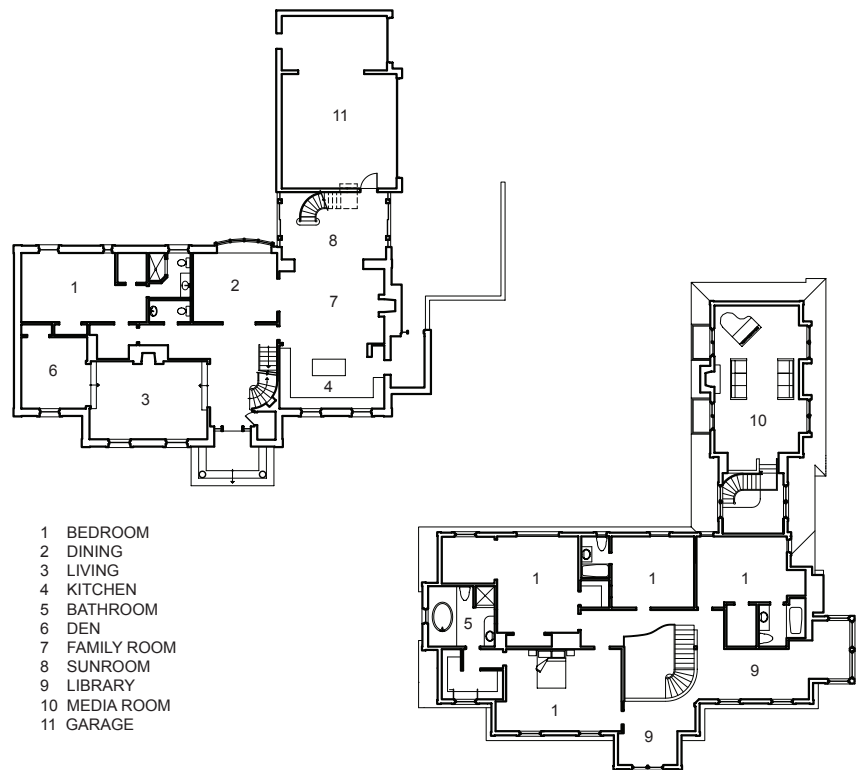 11
8
1
2
7
6
3
4
10
1 BEDROOM
2 DINING
3 LIVING
4 KITCHEN
5 BATHROOM
6 DEN
7 FAMILY ROOM
8 SUNROOM
9 LIBRARY
10 MEDIA ROOM
11 GARAGE
1
1
1
5
9
1
9